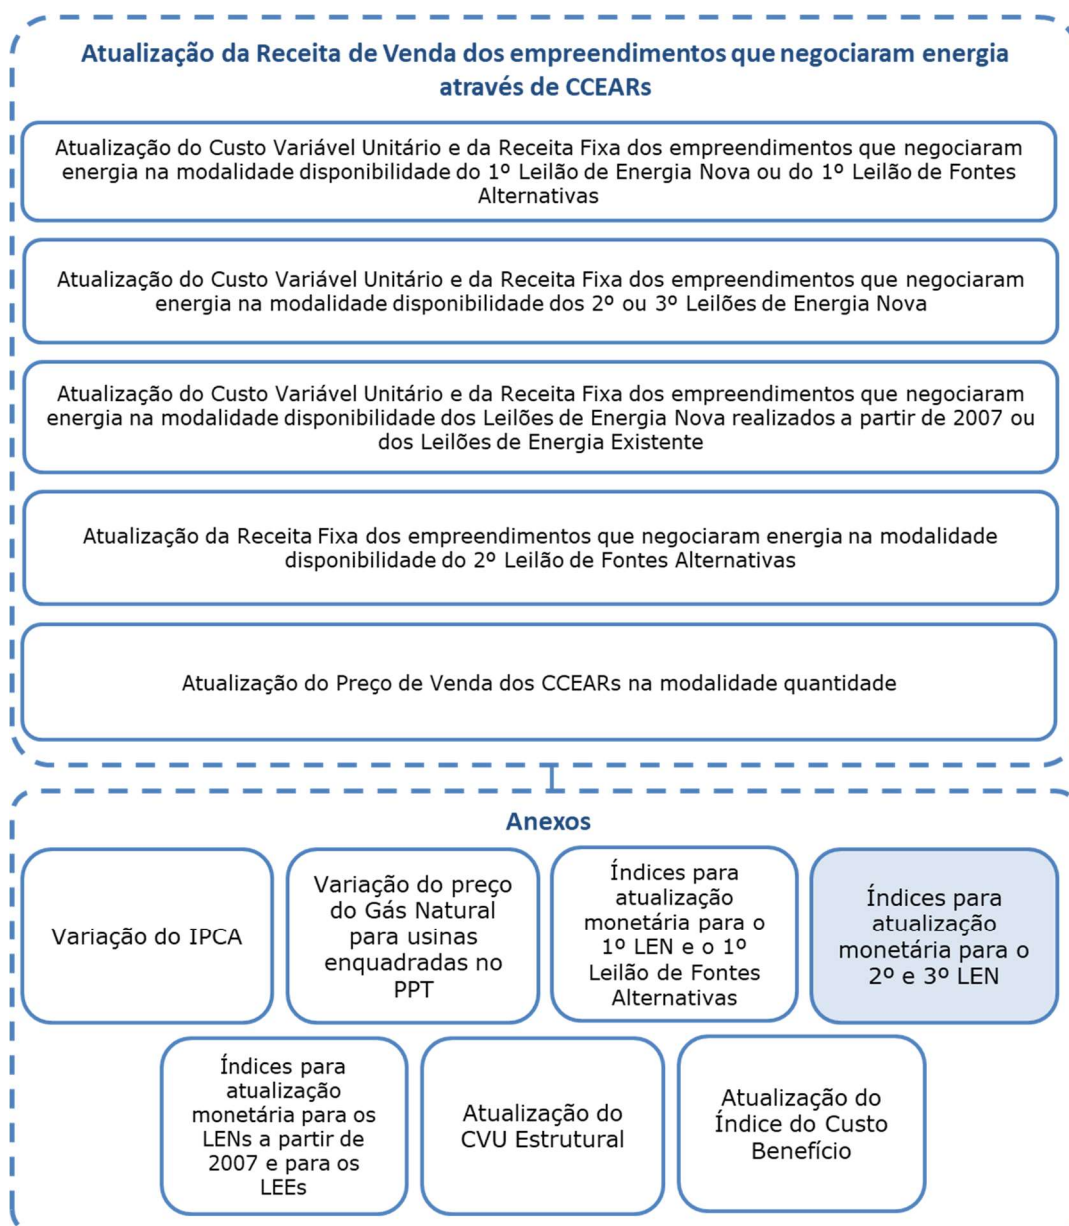 Atualização da Receita de Venda dos empreendimentos que negociaram energia
através de CCEARs
Atualização do Custo Variável Unitário e da Receita Fixa dos empreendimentos que negociaram
energia na modalidade disponibilidade do 1º Leilão de Energia Nova ou do 1º Leilão de Fontes
Alternativas
Atualização do Custo Variável Unitário e da Receita Fixa dos empreendimentos que negociaram
energia na modalidade disponibilidade dos 2º ou 3º Leilões de Energia Nova
Atualização do Custo Variável Unitário e da Receita Fixa dos empreendimentos que negociaram
energia na modalidade disponibilidade dos Leilões de Energia Nova realizados a partir de 2007 ou
dos Leilões de Energia Existente
Atualização da Receita Fixa dos empreendimentos que negociaram energia na modalidade
disponibilidade do 2º Leilão de Fontes Alternativas
Atualização do Preço de Venda dos CCEARs na modalidade quantidade
Anexos
Variação do IPCA
Variação do preço
do Gás Natural
para usinas
enquadradas no
PPT
Índices para
atualização
monetária para o
1º LEN e o 1º
Leilão de Fontes
Alternativas
Índices para
atualização
monetária para o
2º e 3º LEN
Índices para
atualização
monetária para os
LENs a partir de
2007 e para os
LEEs
Atualização do
CVU Estrutural
Atualização do
Índice do Custo
Benefício